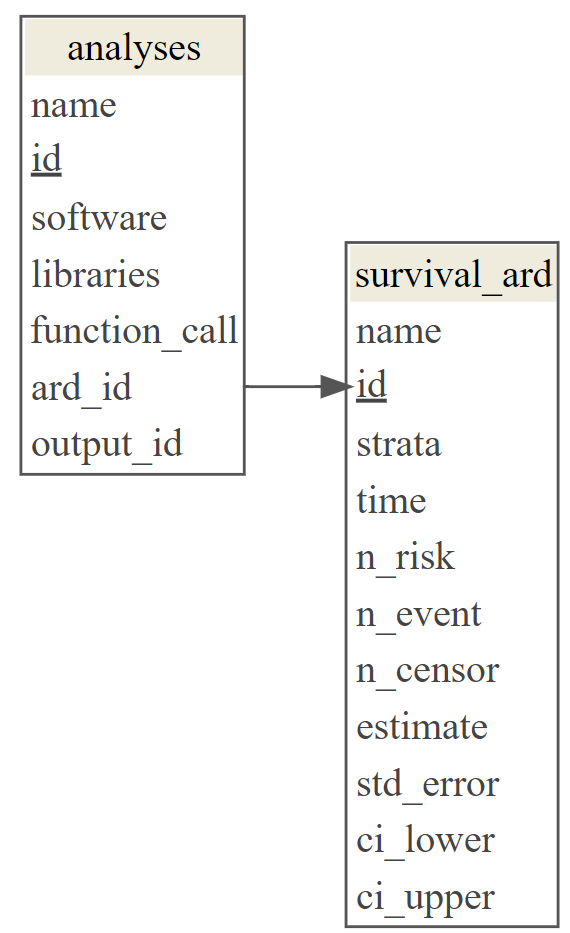 analyses
name
id
software
libraries
function_call
ard_id
output_id
survival_ard
name
id
strata
time
n_risk
n_event
n_censor
estimate
std_error
ci_lower
ci_upper